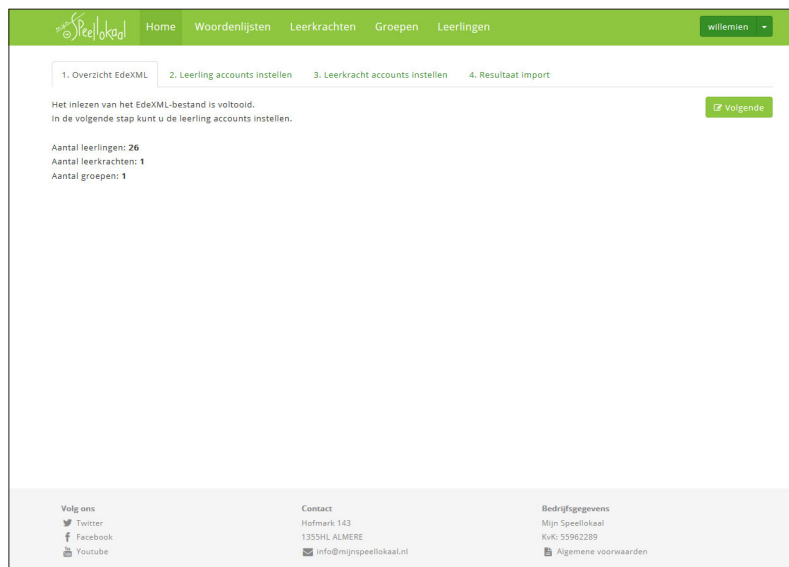 mijn Speellokaal
Home Woordenlijsten Leerkrachten Groepen Leerlingen willemien
1. Overzicht EdeXML 2. Leerling accounts instellen 3. Leerkracht accounts instellen 4. Resultaat import
Het inlezen van het EdeXML-bestand is voltooid.
In de volgende stap kunt u de leerling accounts instellen.
Volgende
Aantal leerlingen: 26
Aantal leerkrachten: 1
Aantal groepen: 1
Volg ons
Twitter
Facebook
Youtube
Contact
Hofmark 143
1355HL ALMERE
info@mijnspeellokaal.nl
Bedrijfsgegevens
Mijn Speellokaal
KvK: 55962289
Algemene voorwaarden